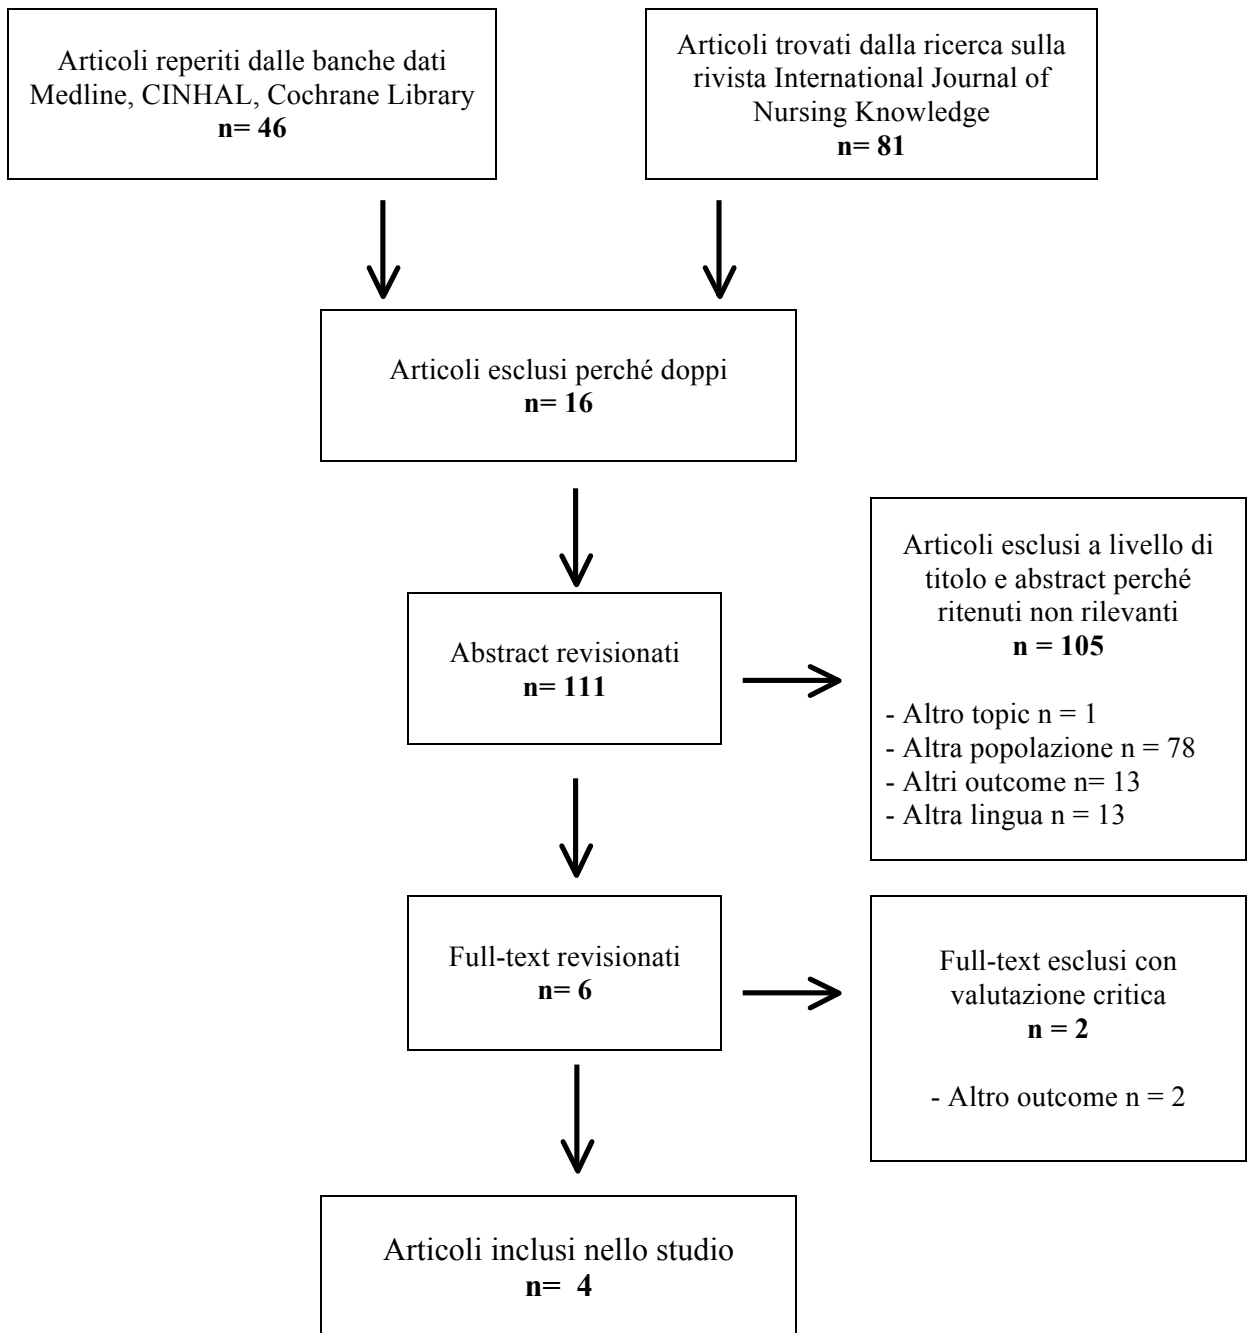 Articoli reperiti dalle banche dati
Medline, CINHAL, Cochrane Library
n= 46
Articoli trovati dalla ricerca sulla
rivista International Journal of
Nursing Knowledge
n= 81
Articoli esclusi perché doppi
n= 16
Abstract revisionati
n= 111
Articoli esclusi a livello di
titolo e abstract perché
ritenuti non rilevanti
n = 105
- Altro topic n = 1
- Altra popolazione n = 78
- Altri outcome n= 13
- Altra lingua n = 13
Full-text revisionati
n= 6
Full-text esclusi con
valutazione critica
n = 2
- Altro outcome n = 2
Articoli inclusi nello studio
n= 4